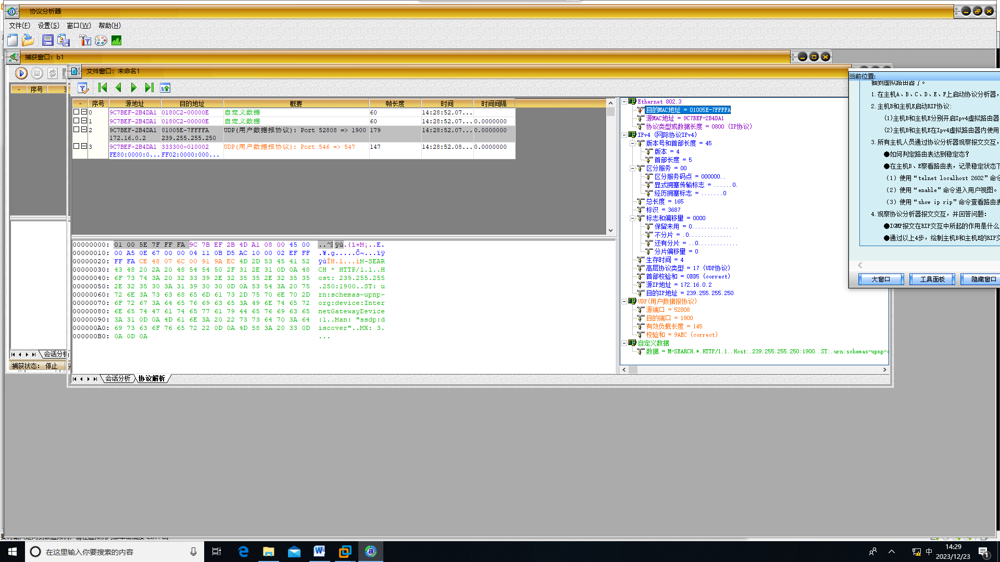 协议分析器
文件(F) 设置(S) 窗口(W) 帮助(H)
捕获窗口: b1
文件窗口: 未命名1
- 序号
- 序号 源地址 目的地址 概要 帧长度 时间 时间间隔
0 9C7BEF-2B4DA1 0180C2-00000E 自定义数据 60 14:28:52.07...
1 9C7BEF-2B4DA1 0180C2-00000E 自定义数据 60 14:28:52.07... 0.0000000
2 9C7BEF-2B4DA1 01005E-7FFFFA UDP(用户数据报协议): Port 52808 => 1900 179 14:28:52.07... 0.0000000
172.16.0.2 239.255.255.250
3 9C7BEF-2B4DA1 333300-010002 UDP(用户数据报协议): Port 546 => 547 147 14:28:52.08... 0.0000000
FE80:0000:0... FF02:0000:000...
00000000: 01 00 5E 7F FF FA 9C 7B EF 2B 4D A1 08 00 45 00 ..^▯ÿú.{ï+M¡..E.
00000010: 00 A5 0E 67 00 00 04 11 0B D5 AC 10 00 02 EF FF .¥.g.....Õ¬...ïÿ
00000020: FF FA CE 48 07 6C 00 91 9A EC 4D 2D 53 45 41 52 ÿúÎH.l...ìM-SEAR
00000030: 43 48 20 2A 20 48 54 54 50 2F 31 2E 31 0D 0A 48 CH * HTTP/1.1..H
00000040: 6F 73 74 3A 20 32 33 39 2E 32 35 35 2E 32 35 35 ost: 239.255.255
00000050: 2E 32 35 30 3A 31 39 30 30 0D 0A 53 54 3A 20 75 .250:1900..ST: u
00000060: 72 6E 3A 73 63 68 65 6D 61 73 2D 75 70 6E 70 2D rn:schemas-upnp-
00000070: 6F 72 67 3A 64 65 76 69 63 65 3A 49 6E 74 65 72 org:device:Inter
00000080: 6E 65 74 47 61 74 65 77 61 79 44 65 76 69 63 65 netGatewayDevice
00000090: 3A 31 0D 0A 4D 61 6E 3A 20 22 73 73 64 70 3A 64 :1..Man: "ssdp:d
000000A0: 69 73 63 6F 76 65 72 22 0D 0A 4D 58 3A 20 33 0D iscover"..MX: 3.
000000B0: 0A 0D 0A ...
会话分析 协议解析
会话分析
捕获状态: 停止
Ethernet 802.3
目的MAC地址 = 01005E-7FFFFA
源MAC地址 = 9C7BEF-2B4DA1
协议类型或数据长度 = 0800 (IP协议)
IPv4 (网际协议IPv4)
版本号和首部长度 = 45
版本 = 4
首部长度 = 5
区分服务 = 00
区分服务码点 = 000000..
显式拥塞传输标志 = ......0.
经历拥塞标志 = .......0
总长度 = 165
标识 = 3687
标志和偏移量 = 0000
保留未用 = 0...............
不分片 = .0..............
还有分片 = ..0.............
分片偏移量 = 0
生存时间 = 4
高层协议类型 = 17 (UDP协议)
首部校验和 = 0BD5 (correct)
源IP地址 = 172.16.0.2
目的IP地址 = 239.255.255.250
UDP(用户数据报协议)
源端口 = 52808
目的端口 = 1900
有效负载长度 = 145
校验和 = 9AEC (correct)
自定义数据
数据 = M-SEARCH.*.HTTP/1.1..Host:.239.255.255.250:1900..ST:.urn:schemas-upnp-
当前位置:
抽到虚拟路由器了。
1.在主机A、B、C、D、E、F上启动协议分析器,
2.主机B和主机E启动RIP协议:
(1)主机B和主机E分别开启Ipv4虚拟路由器
(2)主机B和主机E在Ipv4虚拟路由器内使用
3.所有主机人员通过协议分析器观察报文交互,
●如何判定路由表达到稳定态?
●在主机B、E察看路由表,记录稳定状态下
(1)使用“telnet localhost 2602”命令
(2)使用“enable”命令进入用户视图。
(3)使用“show ip rip”命令查看路由表
4.观察协议分析器报文交互,并回答问题:
●IGMP报文在RIP交互中所起的作用是什么
●通过以上4步,绘制主机B和主机E的RIP交
大窗口 工具面板 隐藏窗口
在这里输入你要搜索的内容
中
14:29
2023/12/23
1